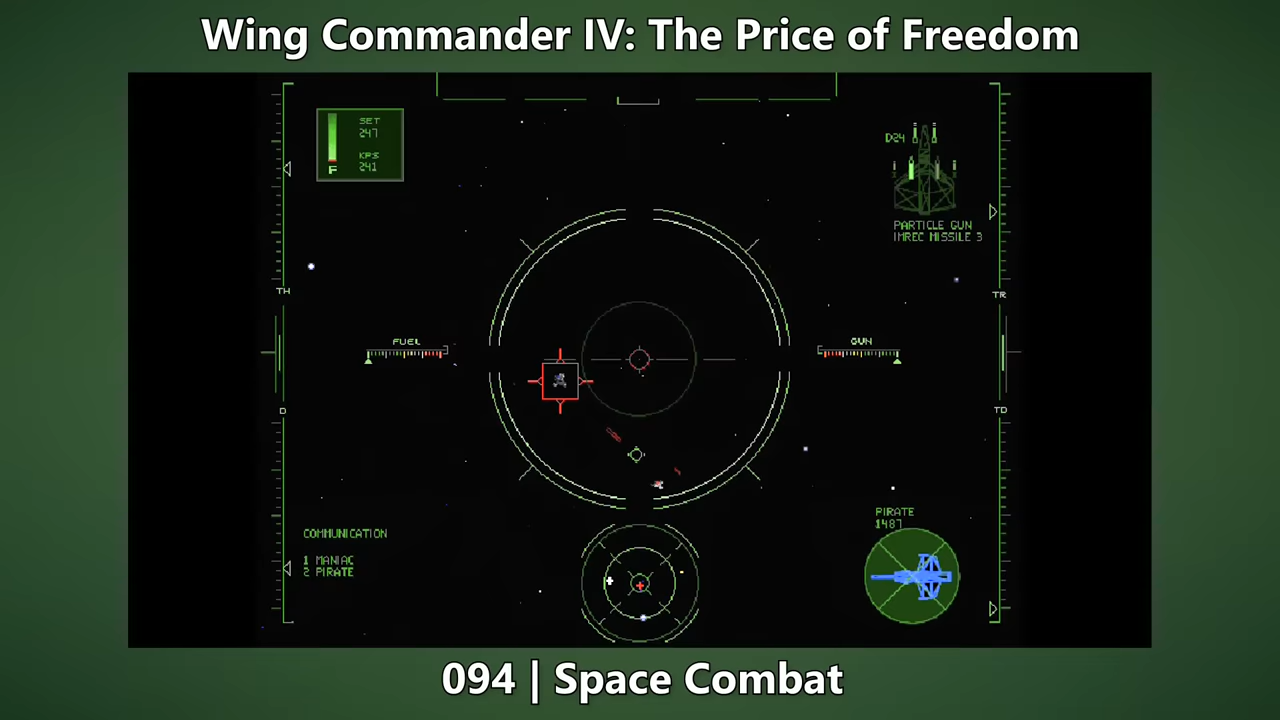 Wing Commander IV: The Price of Freedom
SET
247
KPS
241
F
D24
PARTICLE GUN
IMREC MISSILE 3
TH
TR
FUEL
GUN
D
TD
COMMUNICATION
1 MANIAC
2 PIRATE
PIRATE
1487
094 | Space Combat